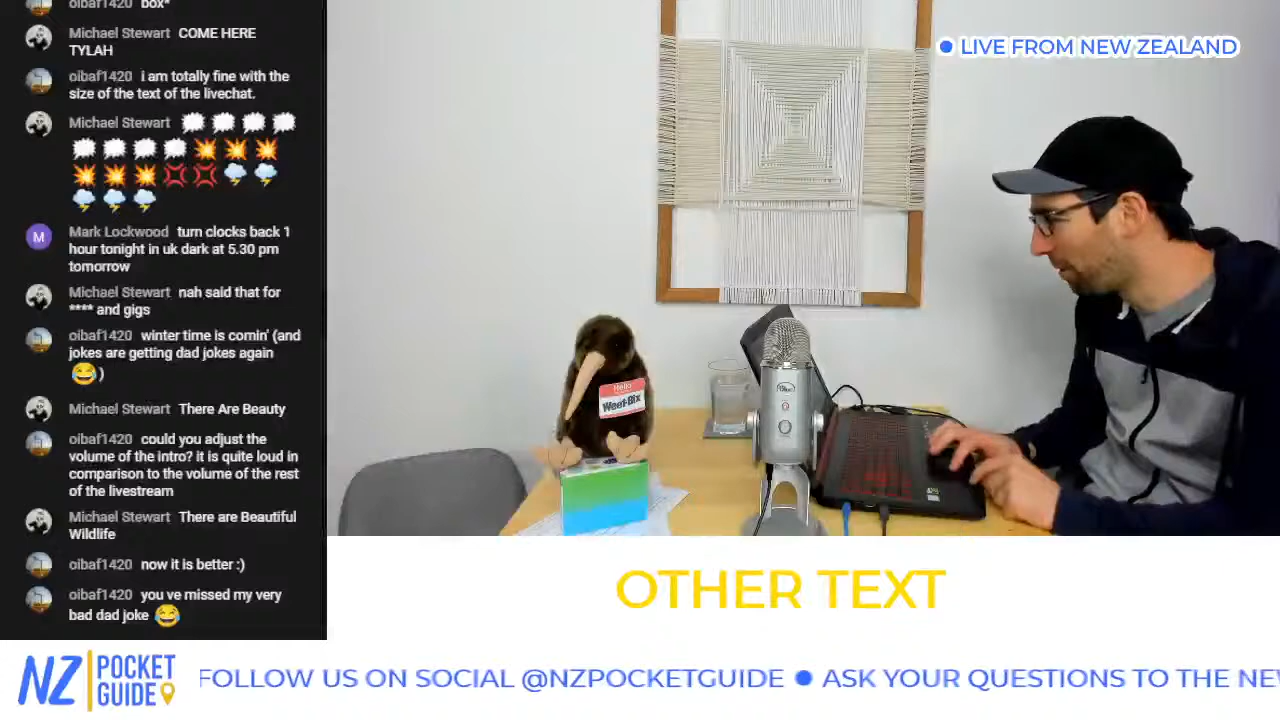 oibaf1420 box*
Michael Stewart COME HERE
TYLAH
oibaf1420 i am totally fine with the
size of the text of the livechat.
Michael Stewart 💭💭💭💭
💭💭💭💭💥💥💥
💥💥💥💢💢🌩️🌩️
🌩️🌩️🌩️
M
Mark Lockwood turn clocks back 1
hour tonight in uk dark at 5.30 pm
tomorrow
Michael Stewart nah said that for
**** and gigs
oibaf1420 winter time is comin' (and
jokes are getting dad jokes again
😂)
Michael Stewart There Are Beauty
oibaf1420 could you adjust the
volume of the intro? it is quite loud in
comparison to the volume of the rest
of the livestream
Michael Stewart There are Beautiful
Wildlife
oibaf1420 now it is better :)
oibaf1420 you ve missed my very
bad dad joke 😂
LIVE FROM NEW ZEALAND
Hello
Weet-Bix
OTHER TEXT
NZ POCKET
GUIDE
FOLLOW US ON SOCIAL @NZPOCKETGUIDE ● ASK YOUR QUESTIONS TO THE NE